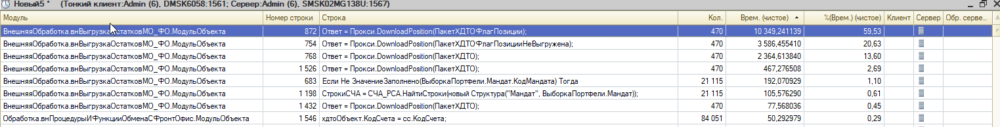 Новый5 * (Тонкий клиент:Admin (6), DMSK6058:1561; Сервер:Admin (6), SMSK02MG138U:1567)
Модуль Номер строки Строка Кол. Врем. (чистое) %(Врем.) (чистое) Клиент Сервер Обр. серве...
ВнешняяОбработка.внВыгрузкаОстатковМО_ФО.МодульОбъекта 872 Ответ = Прокси.DownloadPosition(ПакетХДТОФлагПозиции); 470 10 349,241139 59,53
ВнешняяОбработка.внВыгрузкаОстатковМО_ФО.МодульОбъекта 754 Ответ = Прокси.DownloadPosition(ПакетХДТОФлагПозицииНеВыгружена); 470 3 586,455410 20,63
ВнешняяОбработка.внВыгрузкаОстатковМО_ФО.МодульОбъекта 768 Ответ = Прокси.DownloadPosition(ПакетХДТО); 470 2 364,613840 13,60
ВнешняяОбработка.внВыгрузкаОстатковМО_ФО.МодульОбъекта 1 526 Ответ = Прокси.DownloadPosition(ПакетХДТО); 470 467,276508 2,69
ВнешняяОбработка.внВыгрузкаОстатковМО_ФО.МодульОбъекта 683 Если Не ЗначениеЗаполнено(ВыборкаПортфели.Мандат.КодМандата) Тогда 21 115 192,070929 1,10
ВнешняяОбработка.внВыгрузкаОстатковМО_ФО.МодульОбъекта 1 198 СтрокиСЧА = СЧА_РСА.НайтиСтроки(новый Структура("Мандат", ВыборкаПортфели.Мандат)); 21 115 105,576290 0,61
ВнешняяОбработка.внВыгрузкаОстатковМО_ФО.МодульОбъекта 1 432 Ответ = Прокси.DownloadPosition(ПакетХДТО); 470 77,568036 0,45
Обработка.внПроцедурыИФункцииОбменаСФронтОфис.МодульОбъекта 1 546 хдтоОбъект.КодСчета = сс.КодСчета; 84 051 50,292979 0,29